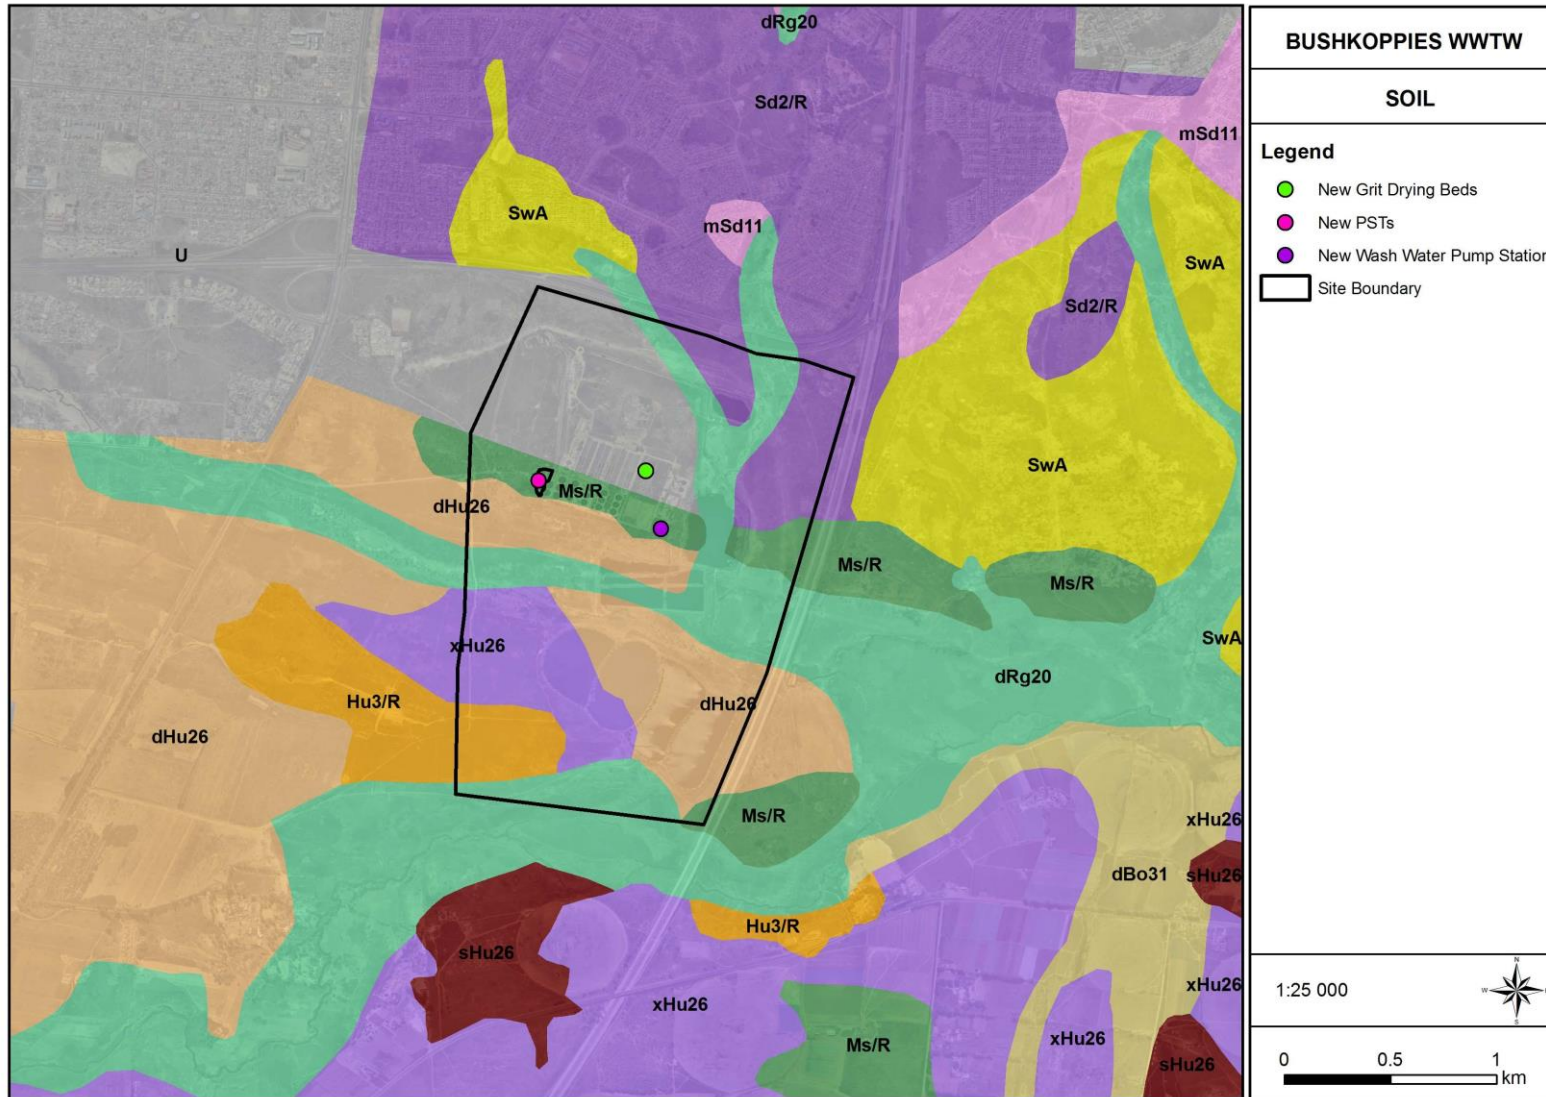 BUSHKOPPIES WWTW
SOIL
Legend
New Grit Drying Beds
New PSTs
New Wash Water Pump Station
Site Boundary
dRg20
Sd2/R
mSd11
SwA
mSd11
U
SwA
Sd2/R
SwA
Ms/R
dHu26
Ms/R
Ms/R
SwA
xHu26
dRg20
Hu3/R
dHu26
dHu26
Ms/R
xHu26
dBo31
sHu26
Hu3/R
sHu26
xHu26
xHu26
Ms/R
xHu26
sHu26
1:25 000
N
W
S
0 0.5 1
km